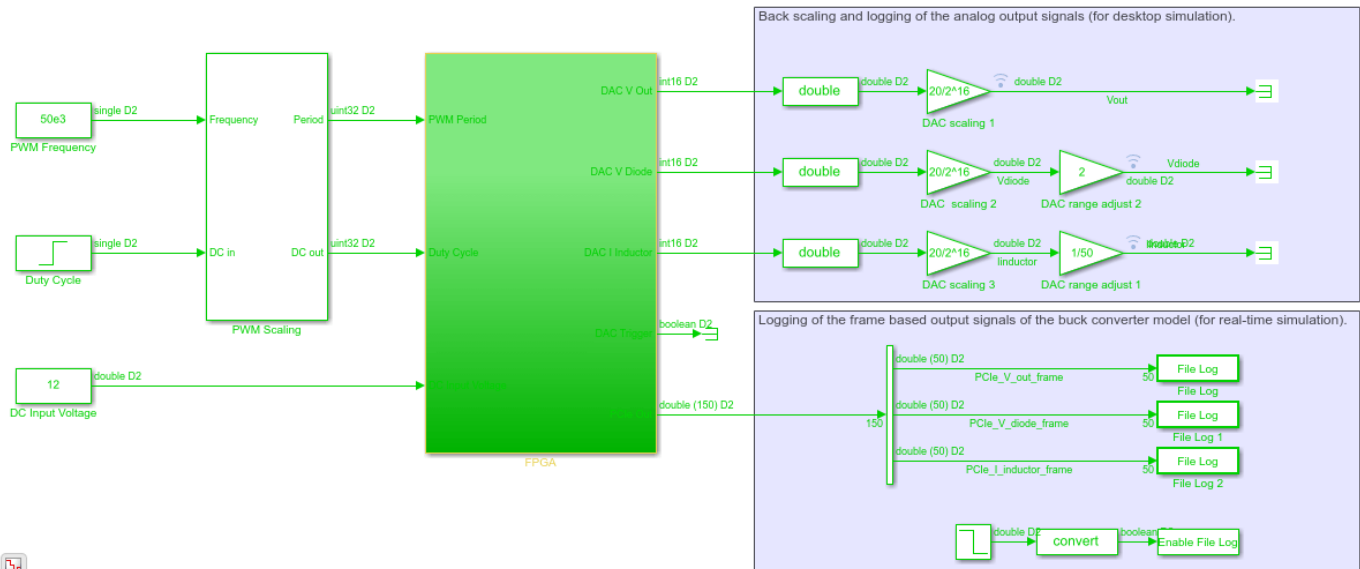 Back scaling and logging of the analog output signals (for desktop simulation).
50e3
PWM Frequency
single D2
Frequency
Period
uint32 D2
PWM Period
DAC V Out
int16 D2
double
double D2
20/2^16
double D2
Vout
DAC scaling 1
DAC V Diode
int16 D2
double
double D2
20/2^16
double D2
Vdiode
2
Vdiode
double D2
DAC  scaling 2
DAC range adjust 2
Duty Cycle
single D2
DC in
DC out
uint32 D2
Duty Cycle
DAC I Inductor
int16 D2
double
double D2
20/2^16
double D2
Iinductor
1/50
DAC scaling 3
DAC range adjust 1
PWM Scaling
DAC Trigger
boolean D2
12
DC Input Voltage
double D2
double (150) D2
FPGA
Logging of the frame based output signals of the buck converter model (for real-time simulation).
150
double (50) D2
PCIe_V_out_frame
50
File Log
File Log
double (50) D2
PCIe_V_diode_frame
50
File Log
File Log 1
double (50) D2
PCIe_I_inductor_frame
50
File Log
File Log 2
double D2
convert
boolean
Enable File Log